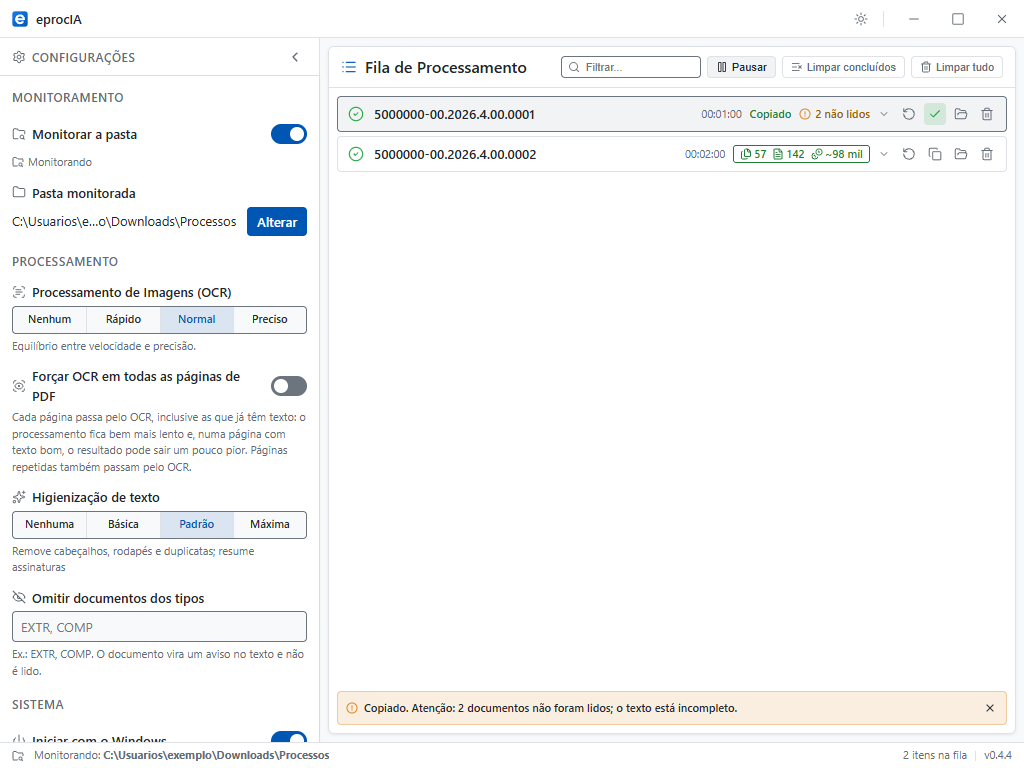 eprocIA
CONFIGURAÇÕES
MONITORAMENTO
Monitorar a pasta
Monitorando
Pasta monitorada
C:\Usuarios\e...o\Downloads\Processos
Alterar
PROCESSAMENTO
Processamento de Imagens (OCR)
Nenhum Rápido Normal Preciso
Equilíbrio entre velocidade e precisão.
Forçar OCR em todas as páginas de
PDF
Cada página passa pelo OCR, inclusive as que já têm texto: o
processamento fica bem mais lento e, numa página com
texto bom, o resultado pode sair um pouco pior. Páginas
repetidas também passam pelo OCR.
Higienização de texto
Nenhuma Básica Padrão Máxima
Remove cabeçalhos, rodapés e duplicatas; resume
assinaturas
Omitir documentos dos tipos
EXTR, COMP
Ex.: EXTR, COMP. O documento vira um aviso no texto e não
é lido.
SISTEMA
Iniciar com o Windows
Fila de Processamento
Filtrar...
Pausar
Limpar concluídos
Limpar tudo
5000000-00.2026.4.00.0001 00:01:00 Copiado 2 não lidos
5000000-00.2026.4.00.0002 00:02:00 57 142 ~98 mil
Copiado. Atenção: 2 documentos não foram lidos; o texto está incompleto.
Monitorando: C:\Usuarios\exemplo\Downloads\Processos
2 itens na fila v0.4.4